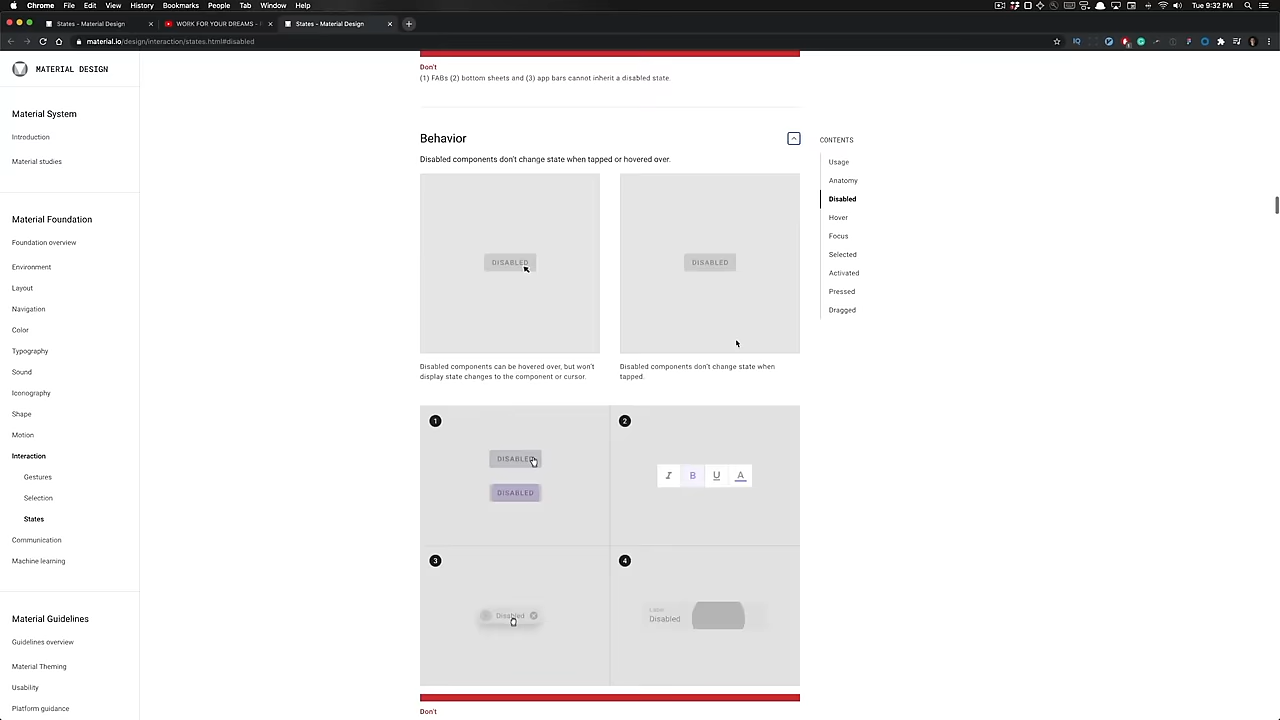 Chrome File Edit View History Bookmarks People Tab Window Help
Tue 9:32 PM
States - Material Design
WORK FOR YOUR DREAMS -
States - Material Design
material.io/design/interaction/states.html#disabled
MATERIAL DESIGN
Material System
Introduction
Material studies
Material Foundation
Foundation overview
Environment
Layout
Navigation
Color
Typography
Sound
Iconography
Shape
Motion
Interaction
Gestures
Selection
States
Communication
Machine learning
Material Guidelines
Guidelines overview
Material Theming
Usability
Platform guidance
Don't
(1) FABs (2) bottom sheets and (3) app bars cannot inherit a disabled state.
Behavior
Disabled components don't change state when tapped or hovered over.
DISABLED
DISABLED
Disabled components can be hovered over, but won't
display state changes to the component or cursor.
Disabled components don't change state when
tapped.
1
DISABLED
DISABLED
2
I B U A
3
Disabled
4
Label
Disabled
Don't
CONTENTS
Usage
Anatomy
Disabled
Hover
Focus
Selected
Activated
Pressed
Dragged